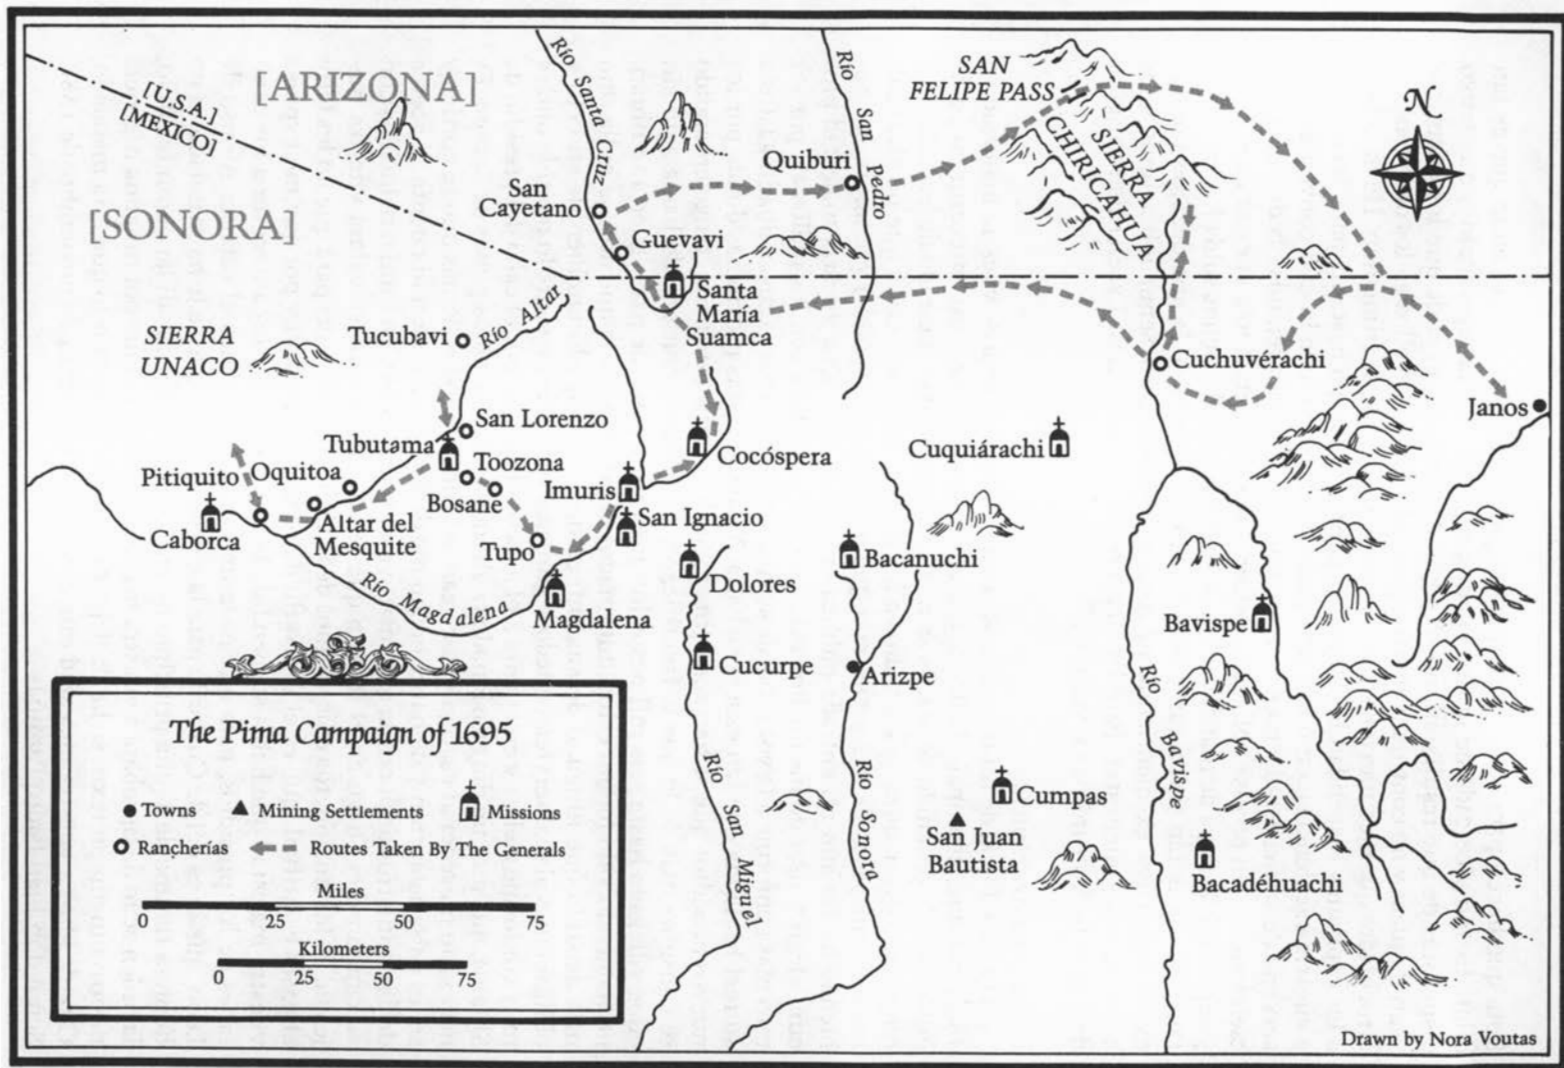 [ARIZONA]
[U.S.A.]
[MEXICO]
[SONORA]
Río Santa Cruz
Río San Pedro
SAN
FELIPE PASS
SIERRA
CHIRICAHUA
N
Quiburi
San
Cayetano
Guevavi
Santa
María
Suamca
Río Altar
SIERRA
UNACO
Tucubavi
Cuchuvérachi
Janos
San Lorenzo
Tubutama
Toozona
Cocóspera
Cuquiárachi
Pitiquito
Oquitoa
Bosane
Imuris
San Ignacio
Caborca
Altar del
Mesquite
Tupo
Bacanuchi
Dolores
Río Magdalena
Magdalena
Bavispe
Cucurpe
Arizpe
Río Bavispe
Río San Miguel
Río Sonora
Cumpas
San Juan
Bautista
Bacadéhuachi
The Pima Campaign of 1695
Towns
Mining Settlements
Missions
Rancherías
Routes Taken By The Generals
Miles
0 25 50 75
Kilometers
0 25 50 75
Drawn by Nora Voutas